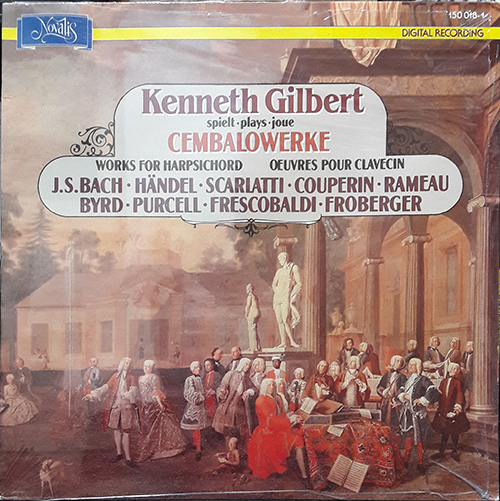 Novalis
150 018-1
DIGITAL RECORDING
Kenneth Gilbert
spielt · plays · joue
CEMBALOWERKE
WORKS FOR HARPSICHORD OEUVRES POUR CLAVECIN
J.S.BACH · HÄNDEL · SCARLATTI · COUPERIN · RAMEAU
BYRD · PURCELL · FRESCOBALDI · FROBERGER